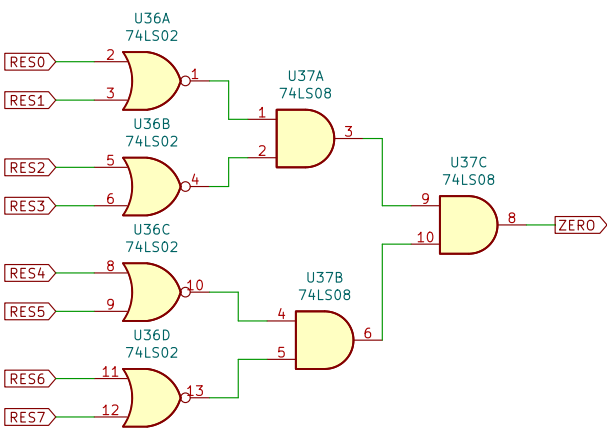 U36A
74LS02
RES0
2
1
RES1
3
U36B
74LS02
RES2
5
4
RES3
6
U37A
74LS08
1
2
3
U36C
74LS02
RES4
8
10
RES5
9
U36D
74LS02
RES6
11
13
RES7
12
U37B
74LS08
4
5
6
U37C
74LS08
9
10
8
ZERO